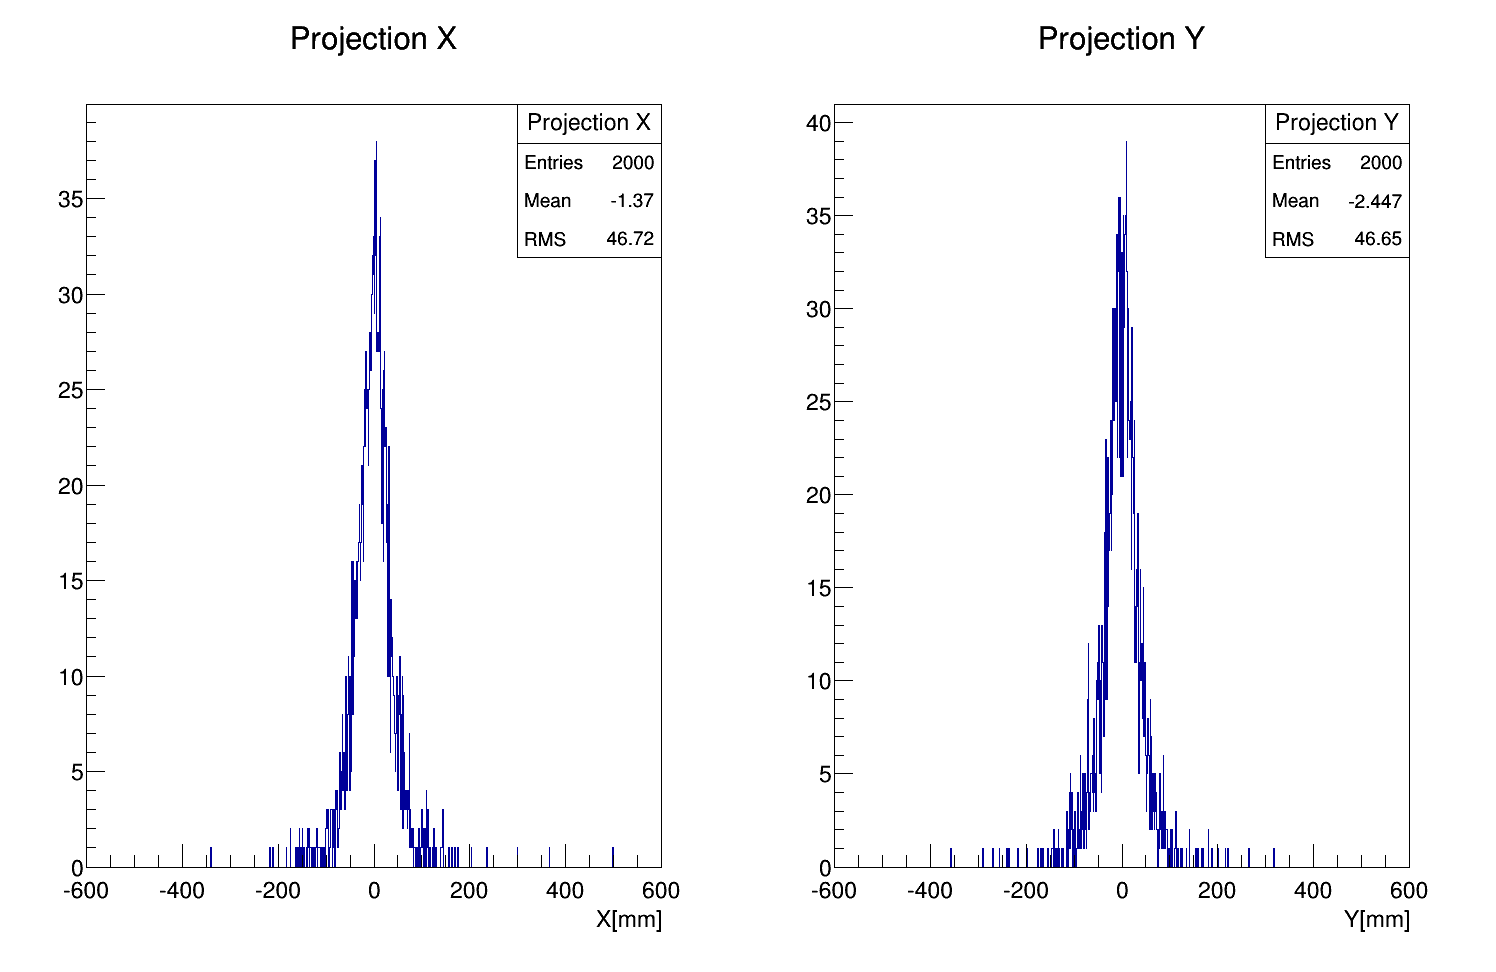 Projection X
Projection X
Entries 2000
Mean -1.37
RMS 46.72
35
30
25
20
15
10
5
0
-600 -400 -200 0 200 400 600
X[mm]
Projection Y
Projection Y
Entries 2000
Mean -2.447
RMS 46.65
40
35
30
25
20
15
10
5
0
-600 -400 -200 0 200 400 600
Y[mm]